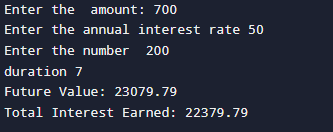 Enter the  amount: 700
Enter the annual interest rate 50
Enter the number  200
duration 7
Future Value: 23079.79
Total Interest Earned: 22379.79